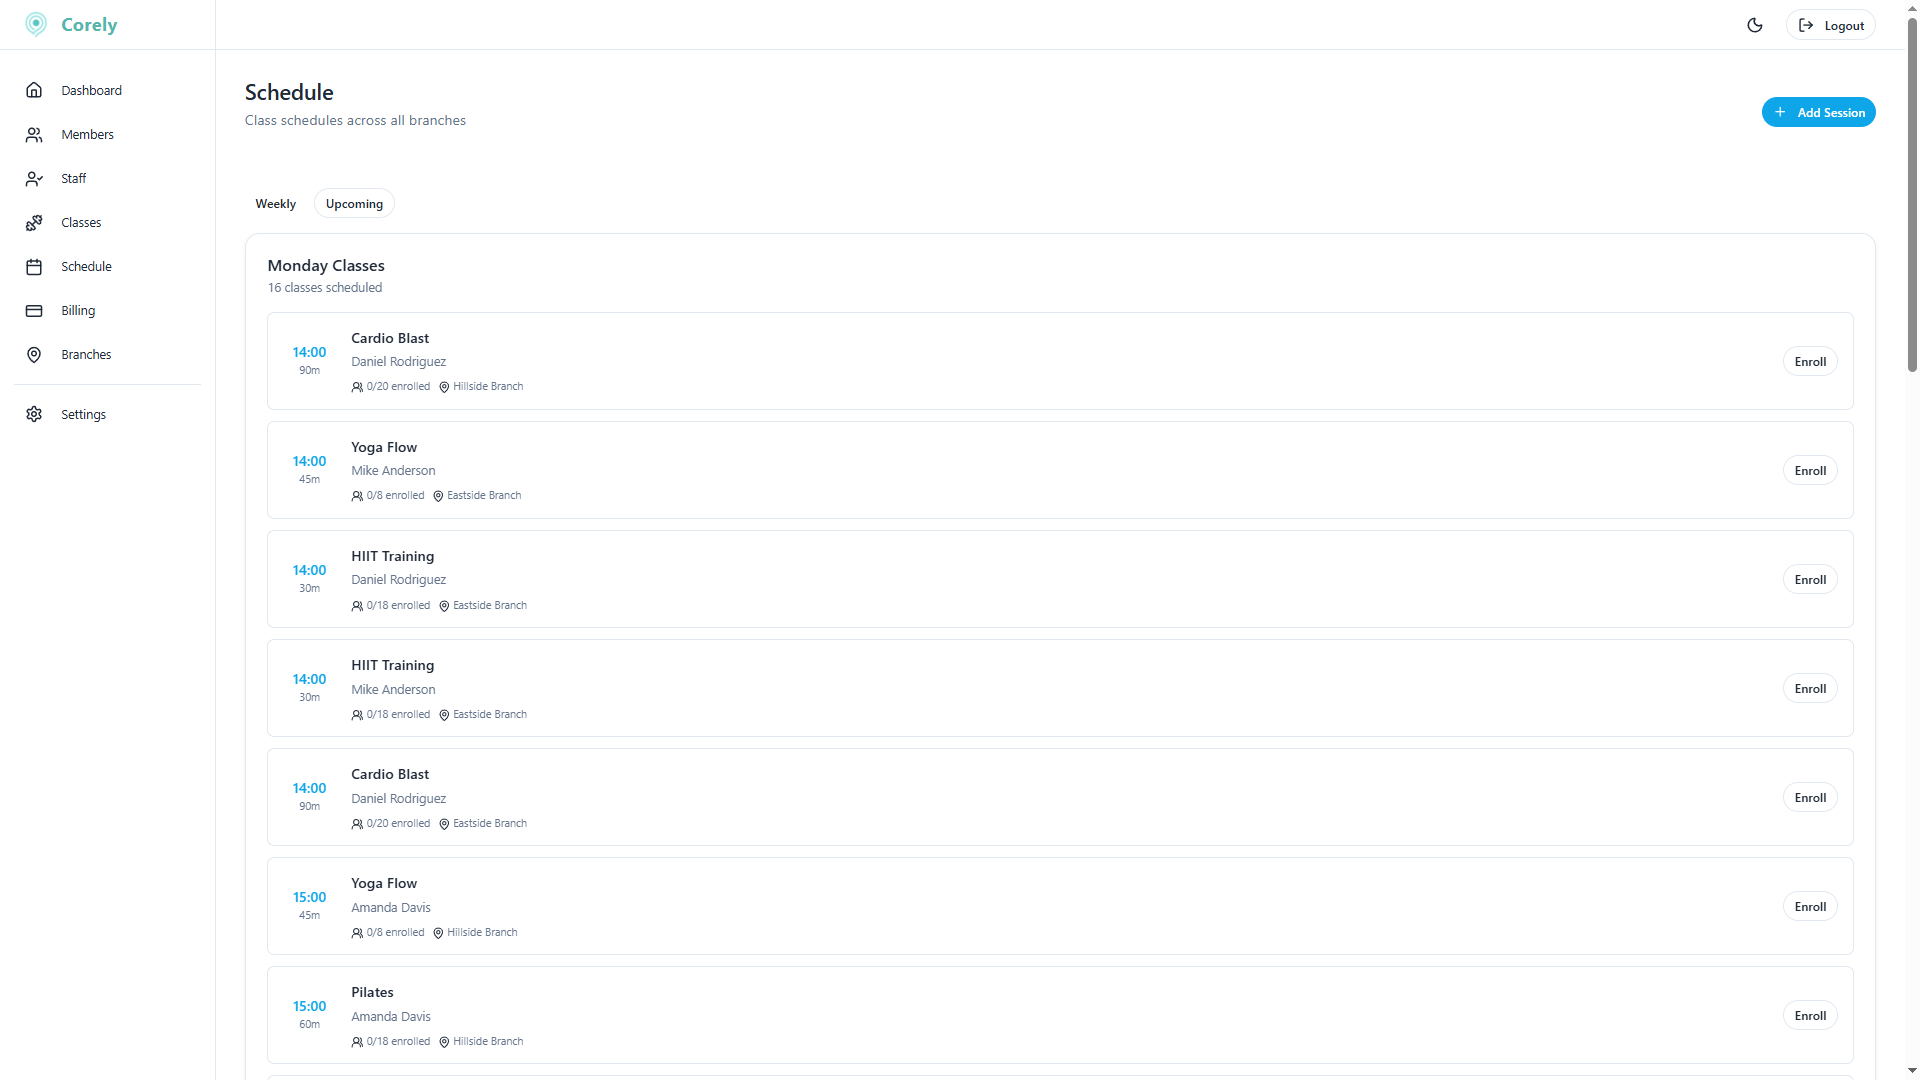 Corely
Logout
Dashboard
Members
Staff
Classes
Schedule
Billing
Branches
Settings
Schedule
Class schedules across all branches
Add Session
Weekly
Upcoming
Monday Classes
16 classes scheduled
14:00
90m
Cardio Blast
Daniel Rodriguez
0/20 enrolled Hillside Branch
Enroll
14:00
45m
Yoga Flow
Mike Anderson
0/8 enrolled Eastside Branch
Enroll
14:00
30m
HIIT Training
Daniel Rodriguez
0/18 enrolled Eastside Branch
Enroll
14:00
30m
HIIT Training
Mike Anderson
0/18 enrolled Eastside Branch
Enroll
14:00
90m
Cardio Blast
Daniel Rodriguez
0/20 enrolled Eastside Branch
Enroll
15:00
45m
Yoga Flow
Amanda Davis
0/8 enrolled Hillside Branch
Enroll
15:00
60m
Pilates
Amanda Davis
0/18 enrolled Hillside Branch
Enroll